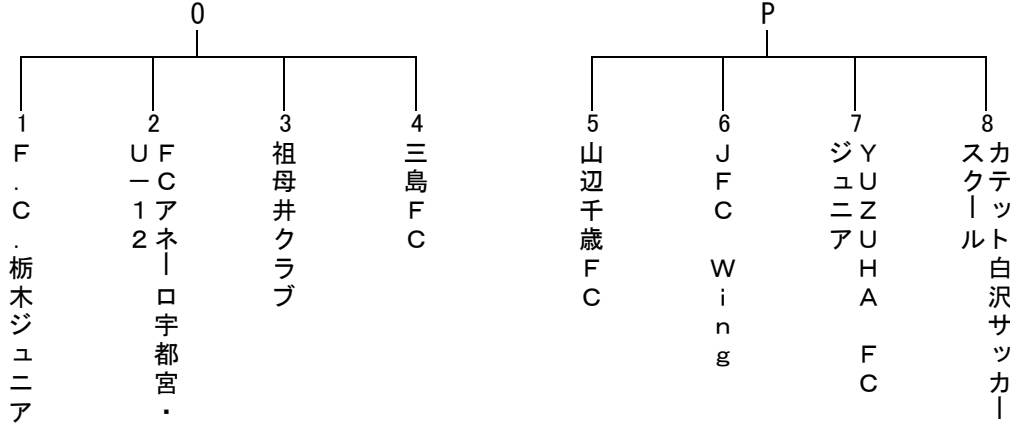 O
P
1
2
3
4
5
6
7
8
Ｆ．Ｃ．栃木ジュニア
ＦＣアネーロ宇都宮・
Ｕ－１２
祖母井クラブ
三島ＦＣ
山辺千歳ＦＣ
ＪＦＣ　Ｗｉｎｇ
ＹＵＺＵＨＡ　ＦＣ
ジュニア
カテット白沢サッカー
スクール